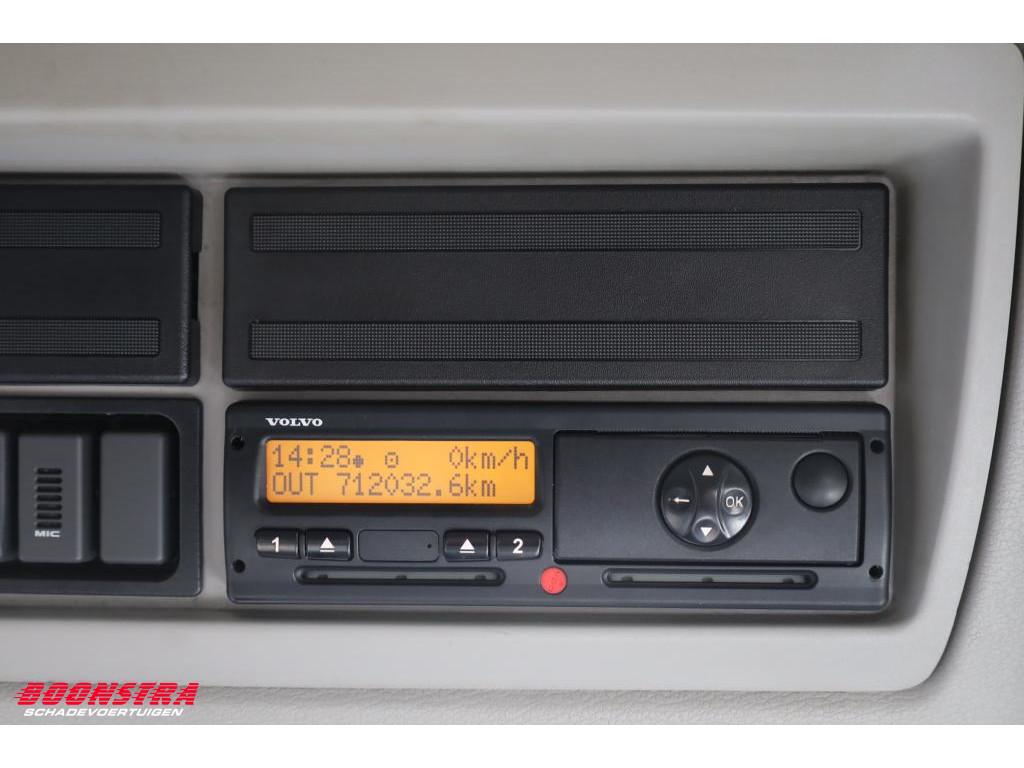 VOLVO
14:28 0km/h
OUT 712032.6km
OK
1 2
MIC
BOONSTRA
SCHADEVOERTUIGEN